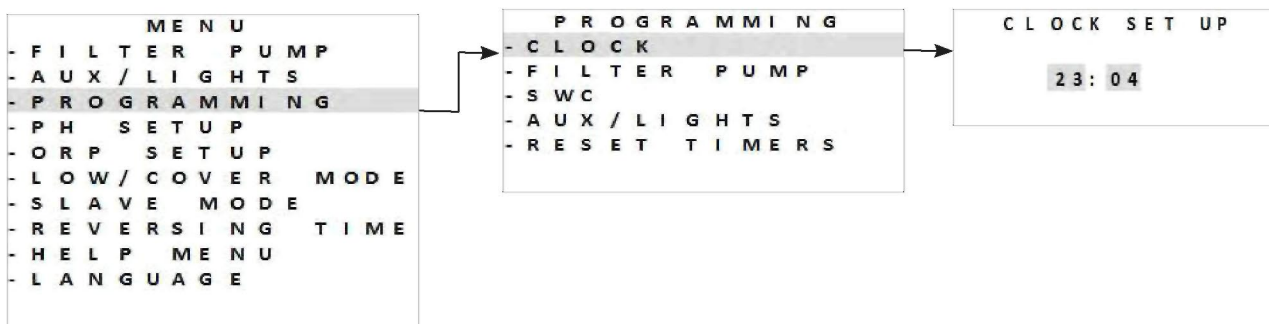 MENU
- FILTER PUMP
- AUX/LIGHTS
- PROGRAMMING
- PH SETUP
- ORP SETUP
- LOW/COVER MODE
- SLAVE MODE
- REVERSING TIME
- HELP MENU
- LANGUAGE
PROGRAMMING
- CLOCK
- FILTER PUMP
- SWC
- AUX/LIGHTS
- RESET TIMERS
CLOCK SET UP
23: 04